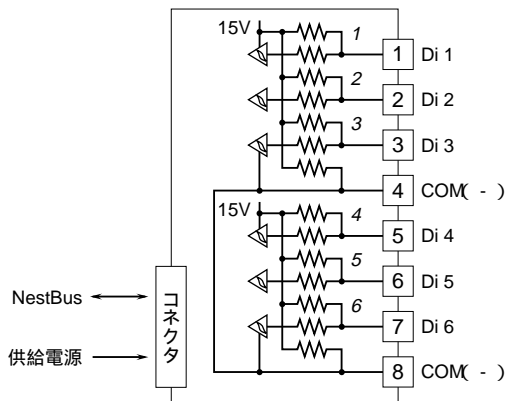 15V
1
1 Di 1
2
2 Di 2
3
3 Di 3
4 COM( - )
15V
4
5 Di 4
5
6 Di 5
6
7 Di 6
8 COM( - )
NestBus
コネクタ
供給電源